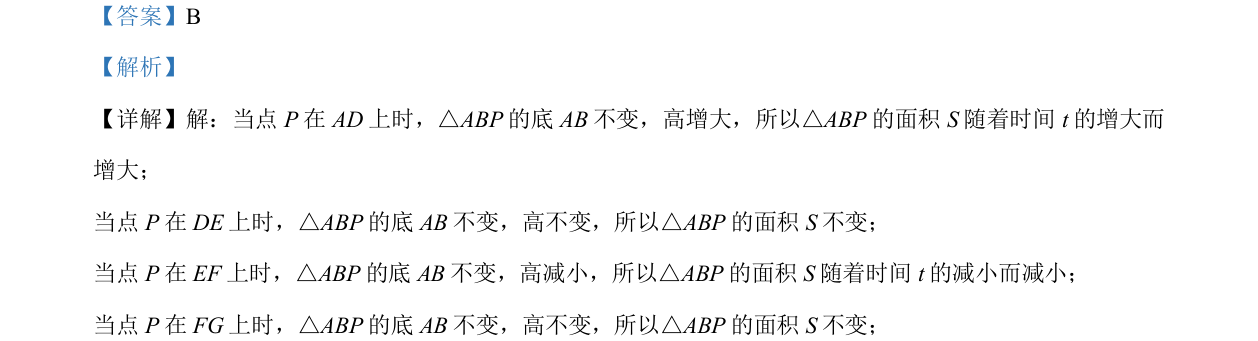 【答案】B
【解析】
【详解】解：当点 P 在 AD 上时，△ABP 的底 AB 不变，高增大，所以△ABP 的面积 S 随着时间 t 的增大而
增大；
当点 P 在 DE 上时，△ABP 的底 AB 不变，高不变，所以△ABP 的面积 S 不变；
当点 P 在 EF 上时，△ABP 的底 AB 不变，高减小，所以△ABP 的面积 S 随着时间 t 的减小而减小；
当点 P 在 FG 上时，△ABP 的底 AB 不变，高不变，所以△ABP 的面积 S 不变；